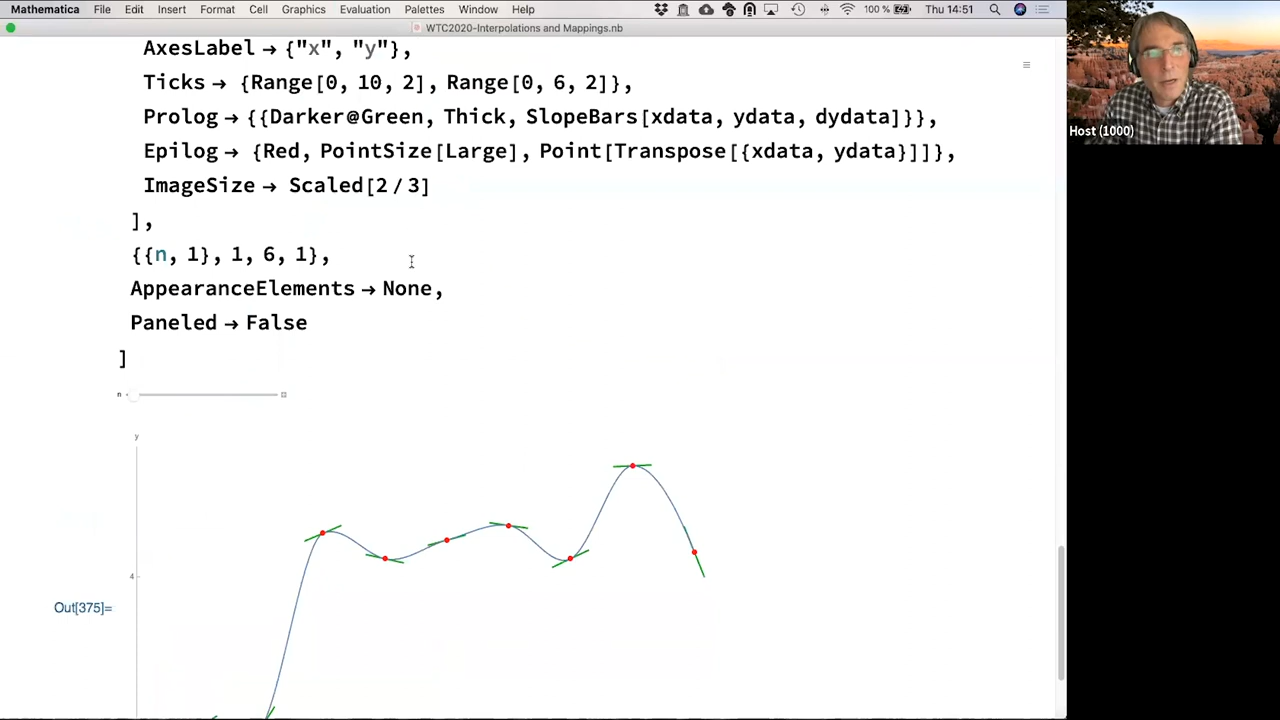 Mathematica File Edit Insert Format Cell Graphics Evaluation Palettes Window Help 100 % Thu 14:51
WTC2020-Interpolations and Mappings.nb
AxesLabel → {"x", "y"},
Ticks → {Range[0, 10, 2], Range[0, 6, 2]},
Prolog → {{Darker@Green, Thick, SlopeBars[xdata, ydata, dydata]}},
Host (1000)
Epilog → {Red, PointSize[Large], Point[Transpose[{xdata, ydata}]]},
ImageSize → Scaled[2 / 3]
],
{{n, 1}, 1, 6, 1},
AppearanceElements → None,
Paneled → False
]
n
y
4
Out[375]=